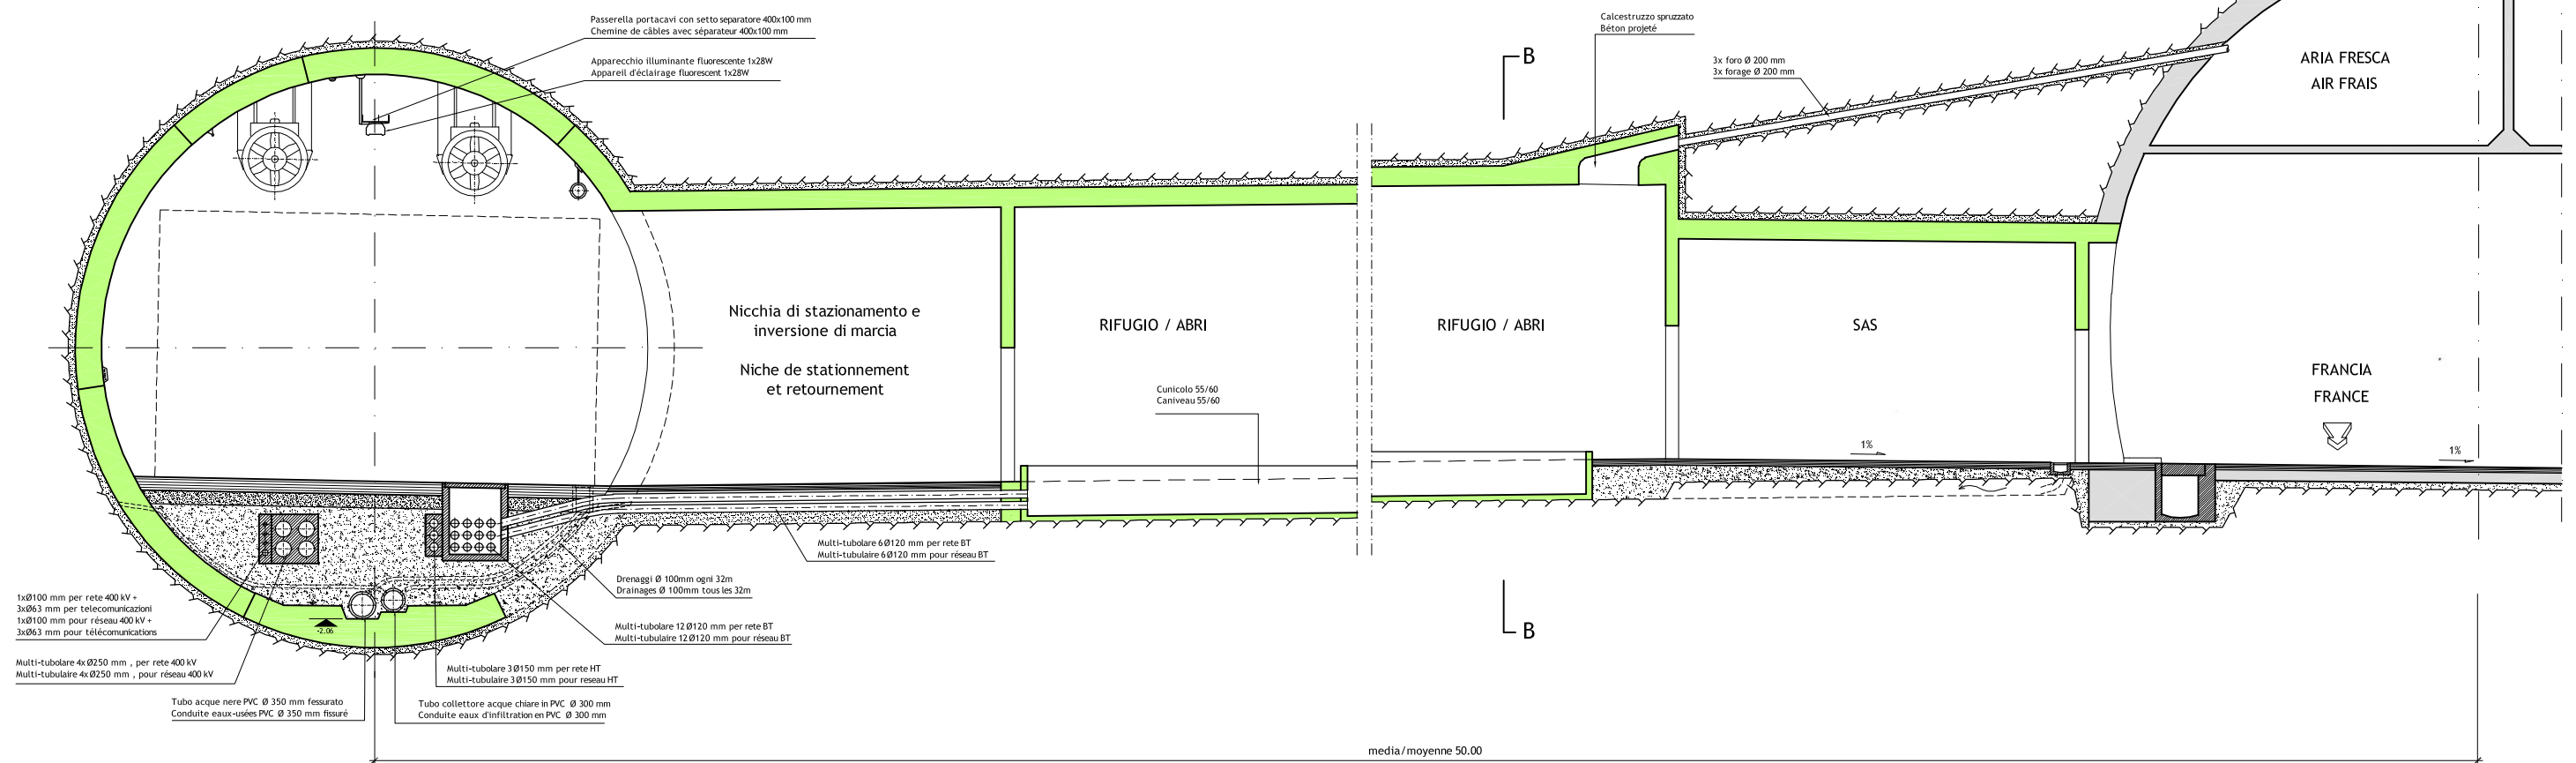 Passerella portacavi con setto separatore 400x100 mm
Chemine de câbles avec séparateur 400x100 mm
Apparecchio illuminante fluorescente 1x28W
Appareil d'éclairage fluorescent 1x28W
Calcestruzzo spruzzato
Béton projeté
B
3x foro Ø 200 mm
3x forage Ø 200 mm
ARIA FRESCA
AIR FRAIS
Nicchia di stazionamento e
inversione di marcia
Niche de stationnement
et retournement
RIFUGIO / ABRI
RIFUGIO / ABRI
SAS
FRANCIA
FRANCE
Cunicolo 55/60
Caniveau 55/60
1%
1%
Multi-tubolare 6Ø120 mm per rete BT
Multi-tubulaire 6Ø120 mm pour réseau BT
Drenaggi Ø 100mm ogni 32m
Drainages Ø 100mm tous les 32m
1xØ100 mm per rete 400 kV +
3xØ63 mm per telecomunicazioni
1xØ100 mm pour réseau 400 kV +
3xØ63 mm pour télécommunications
-2.06
Multi-tubolare 12Ø120 mm per rete BT
Multi-tubulaire 12Ø120 mm pour réseau BT
B
Multi-tubolare 4xØ250 mm , per rete 400 kV
Multi-tubulaire 4xØ250 mm , pour réseau 400 kV
Multi-tubolare 3Ø150 mm per rete HT
Multi-tubulaire 3Ø150 mm pour reseau HT
Tubo acque nere PVC Ø 350 mm fessurato
Conduite eaux-usées PVC Ø 350 mm fissuré
Tubo collettore acque chiare in PVC Ø 300 mm
Conduite eaux d'infiltration en PVC Ø 300 mm
media/moyenne 50.00